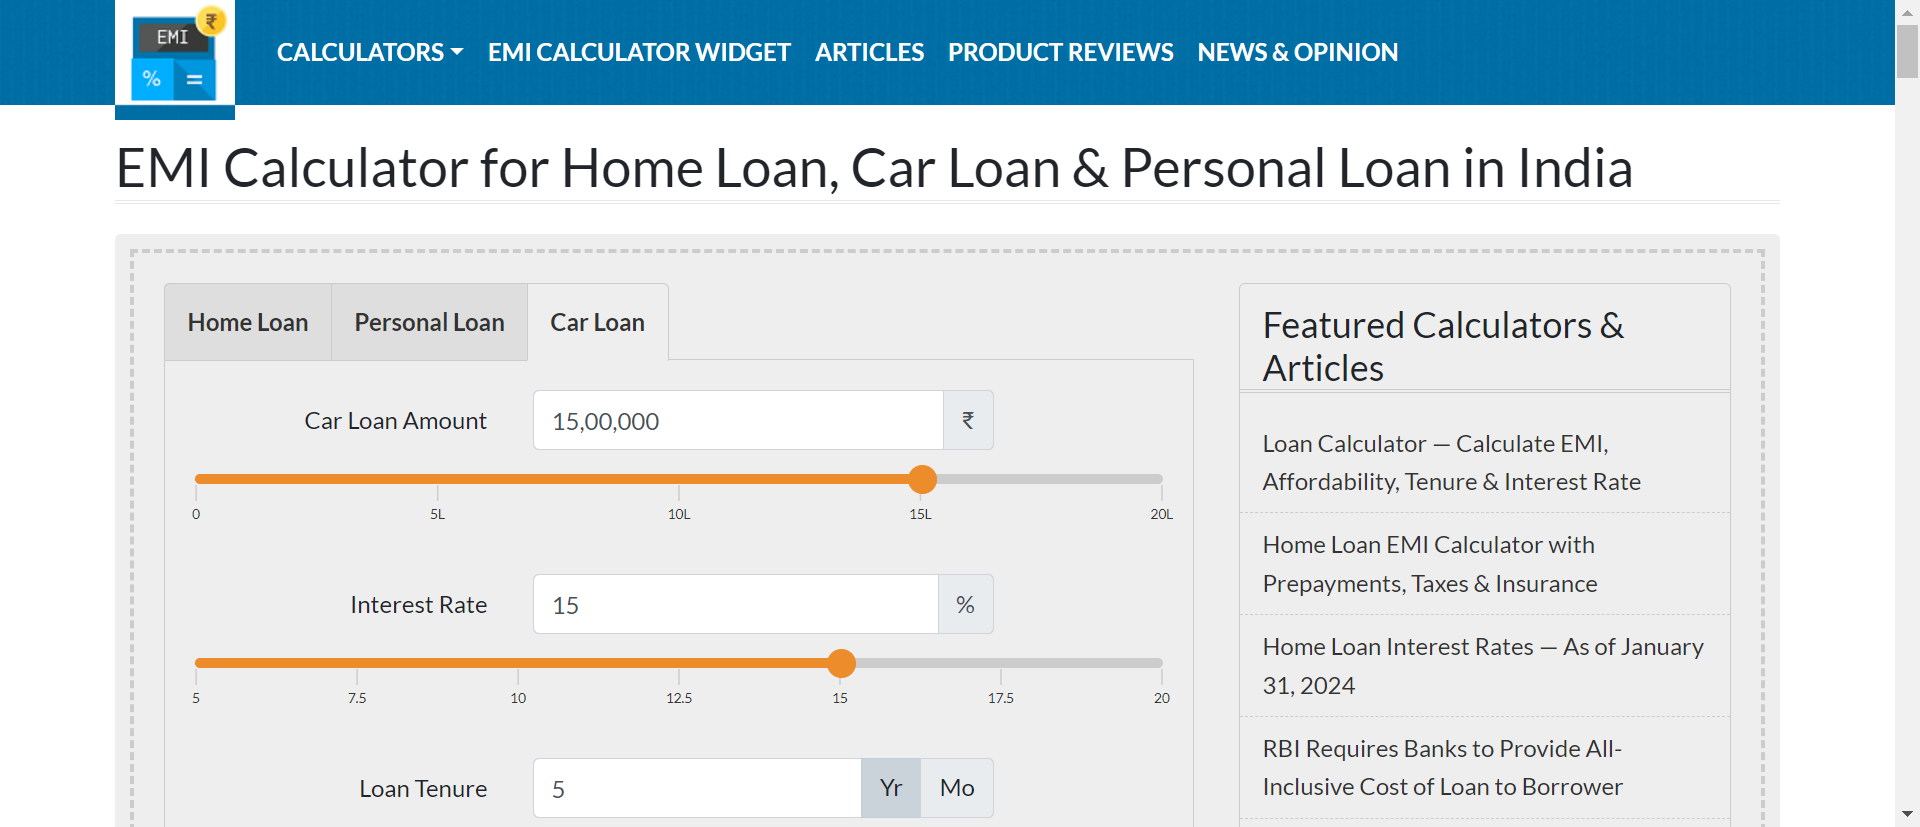 EMI
%
=
₹
CALCULATORS
EMI CALCULATOR WIDGET
ARTICLES
PRODUCT REVIEWS
NEWS & OPINION
EMI Calculator for Home Loan, Car Loan & Personal Loan in India
Home Loan
Personal Loan
Car Loan
Car Loan Amount
15,00,000
₹
0
5L
10L
15L
20L
Interest Rate
15
%
5
7.5
10
12.5
15
17.5
20
Loan Tenure
5
Yr
Mo
Featured Calculators &
Articles
Loan Calculator — Calculate EMI,
Affordability, Tenure & Interest Rate
Home Loan EMI Calculator with
Prepayments, Taxes & Insurance
Home Loan Interest Rates — As of January
31, 2024
RBI Requires Banks to Provide All-
Inclusive Cost of Loan to Borrower